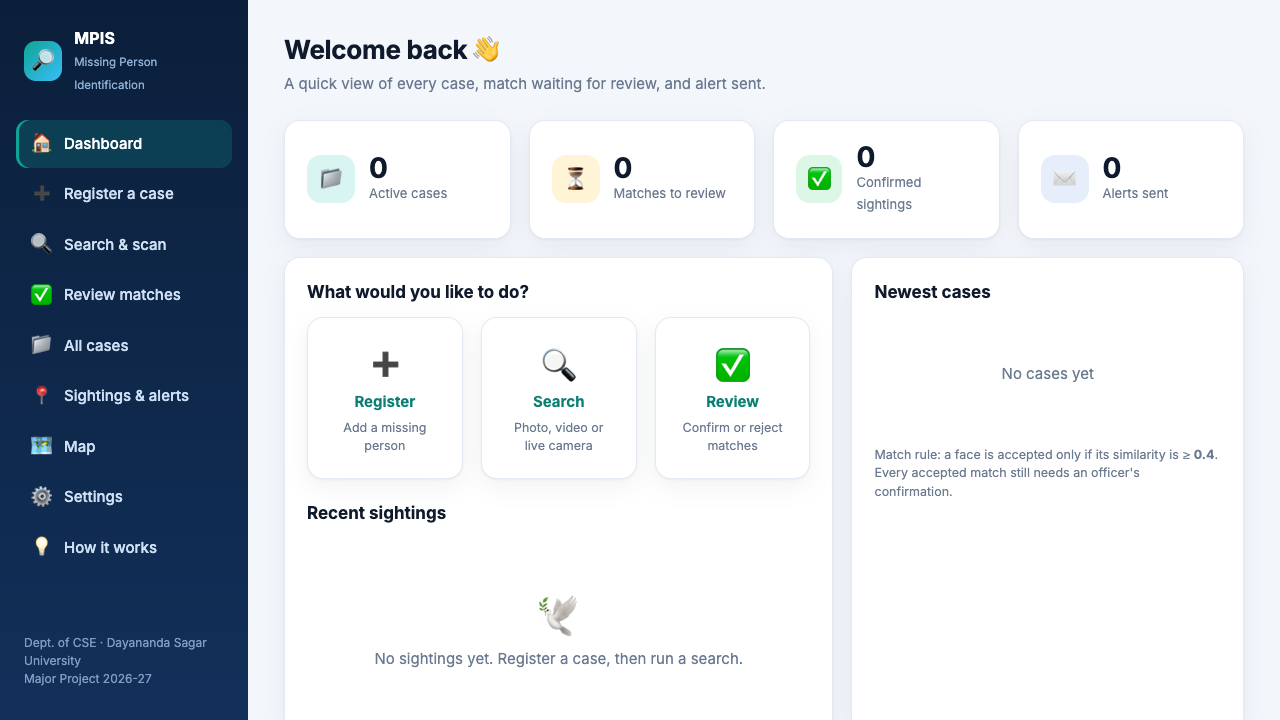 MPIS
Missing Person
Identification
Dashboard
Register a case
Search & scan
Review matches
All cases
Sightings & alerts
Map
Settings
How it works
Dept. of CSE · Dayananda Sagar
University
Major Project 2026-27
Welcome back
A quick view of every case, match waiting for review, and alert sent.
0
Active cases
0
Matches to review
0
Confirmed
sightings
0
Alerts sent
What would you like to do?
Register
Add a missing
person
Search
Photo, video or
live camera
Review
Confirm or reject
matches
Recent sightings
No sightings yet. Register a case, then run a search.
Newest cases
No cases yet
Match rule: a face is accepted only if its similarity is ≥ 0.4.
Every accepted match still needs an officer's
confirmation.